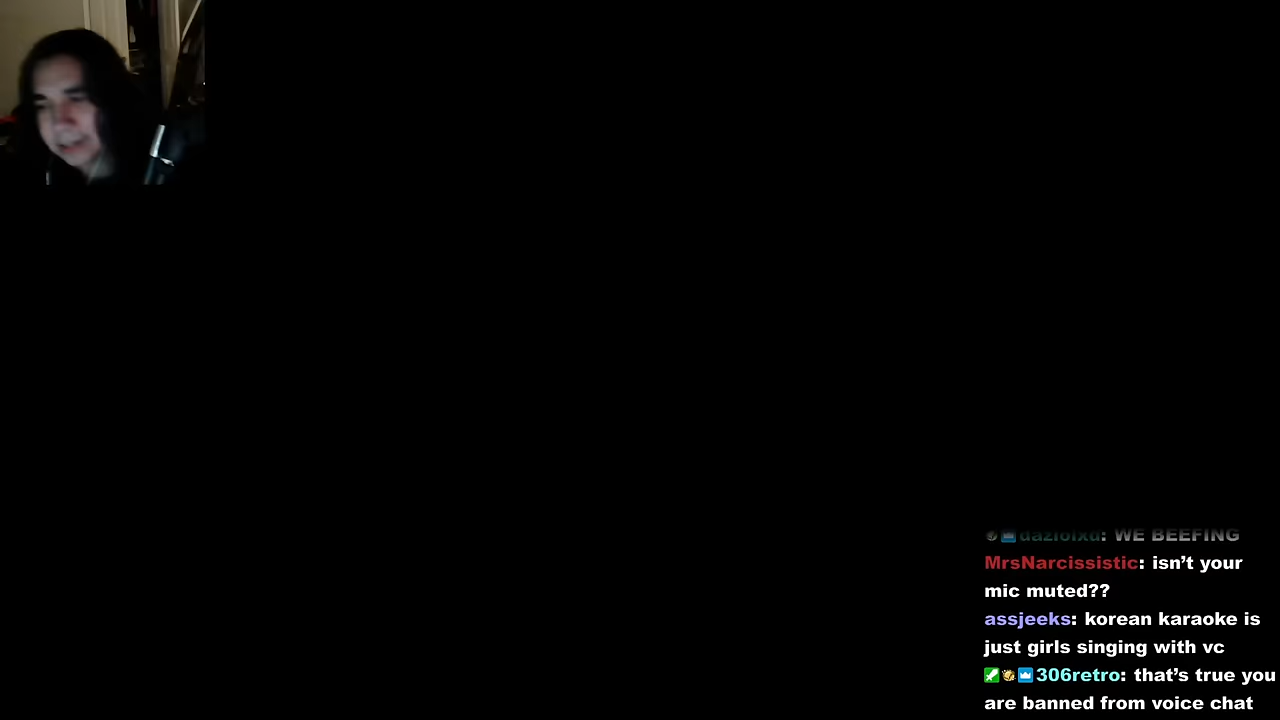 dazloixd: WE BEEFING
MrsNarcissistic: isn’t your
mic muted??
assjeeks: korean karaoke is
just girls singing with vc
306retro: that’s true you
are banned from voice chat